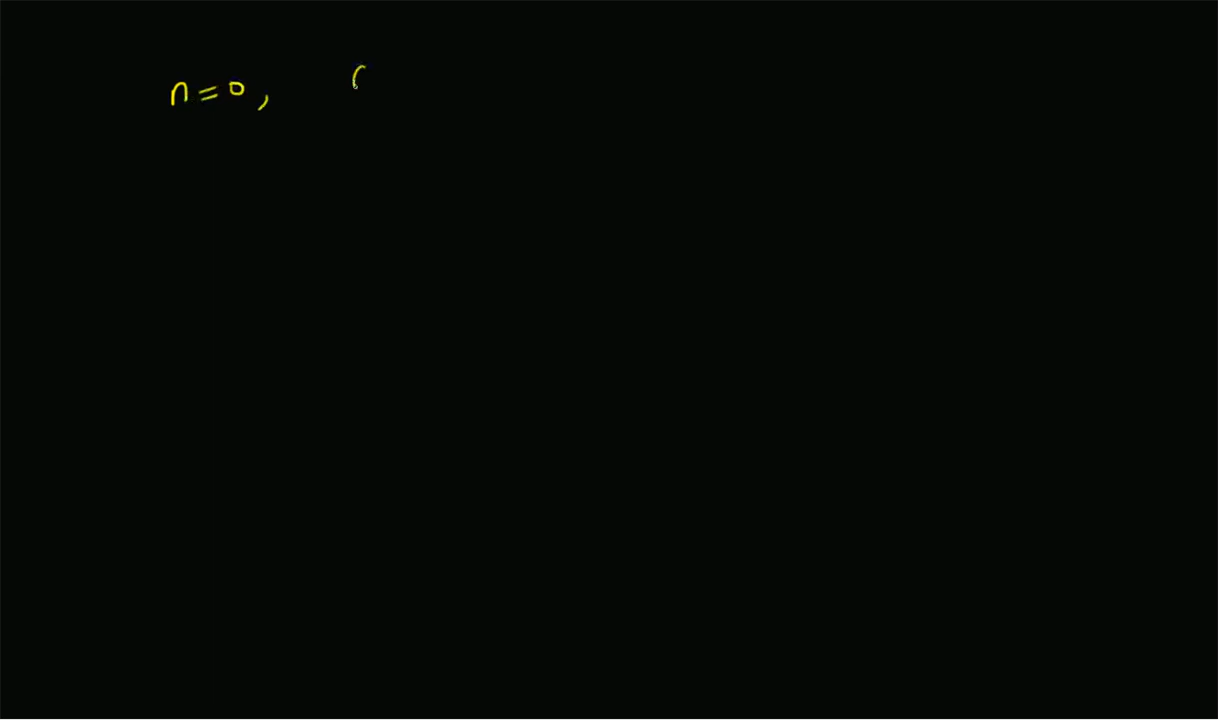 n = 0 ,